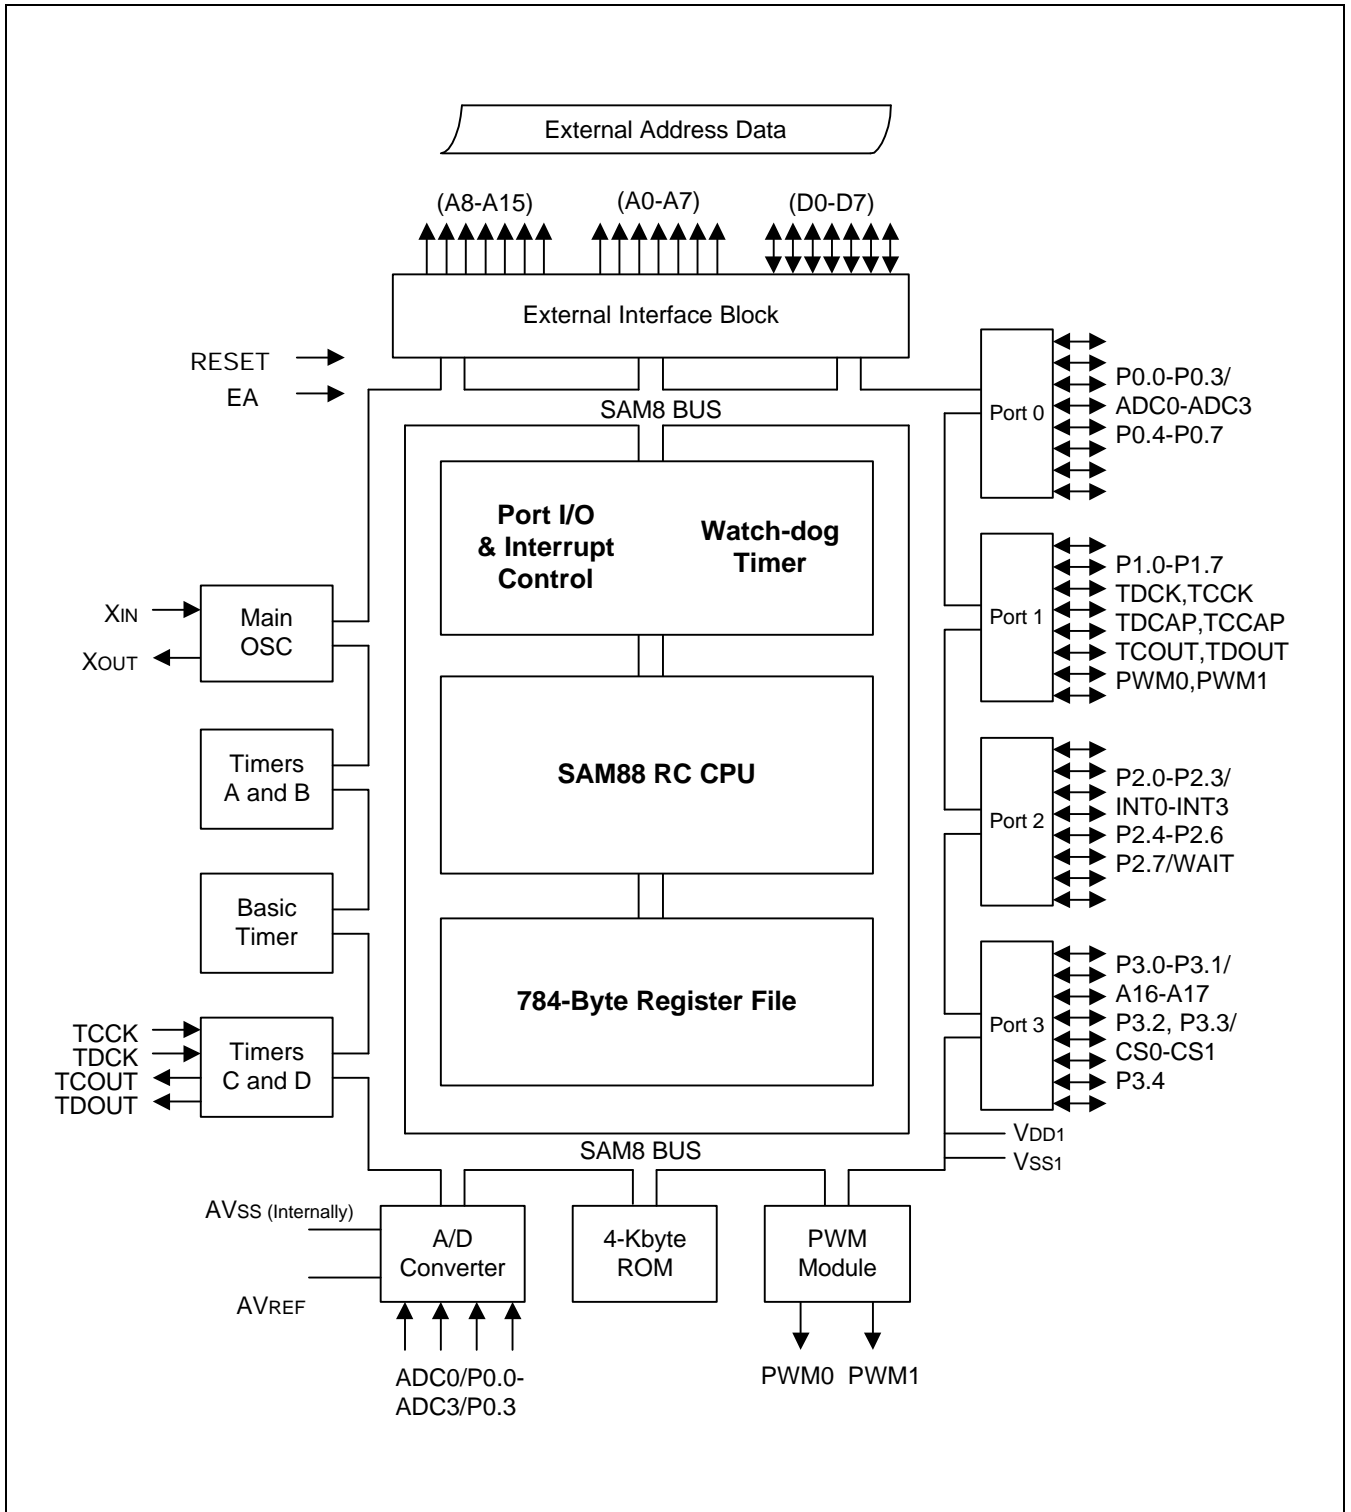 External Address Data
(A8-A15)
(A0-A7)
(D0-D7)
External Interface Block
RESET
EA
SAM8 BUS
Port 0
P0.0-P0.3/
ADC0-ADC3
P0.4-P0.7
Port I/O
& Interrupt
Control
Watch-dog
Timer
XIN
XOUT
Main
OSC
Port 1
P1.0-P1.7
TDCK,TCCK
TDCAP,TCCAP
TCOUT,TDOUT
PWM0,PWM1
Timers
A and B
SAM88 RC CPU
Port 2
P2.0-P2.3/
INT0-INT3
P2.4-P2.6
P2.7/WAIT
Basic
Timer
784-Byte Register File
Port 3
P3.0-P3.1/
A16-A17
P3.2, P3.3/
CS0-CS1
P3.4
TCCK
TDCK
TCOUT
TDOUT
Timers
C and D
VDD1
VSS1
SAM8 BUS
AVSS (Internally)
AVREF
A/D
Converter
4-Kbyte
ROM
PWM
Module
ADC0/P0.0-
ADC3/P0.3
PWM0
PWM1